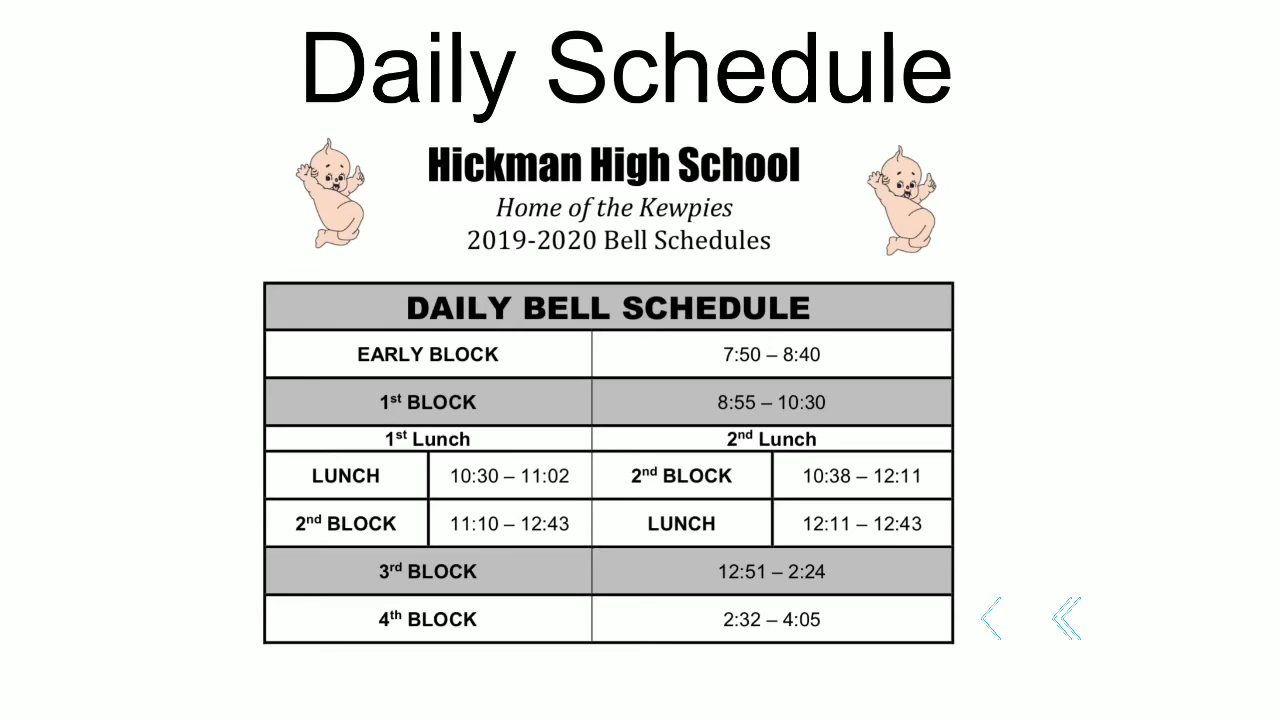 Daily Schedule
Hickman High School
Home of the Kewpies
2019-2020 Bell Schedules
DAILY BELL SCHEDULE
EARLY BLOCK 7:50 – 8:40
1st BLOCK 8:55 – 10:30
1st Lunch 2nd Lunch
LUNCH 10:30 – 11:02 2nd BLOCK 10:38 – 12:11
2nd BLOCK 11:10 – 12:43 LUNCH 12:11 – 12:43
3rd BLOCK 12:51 – 2:24
4th BLOCK 2:32 – 4:05